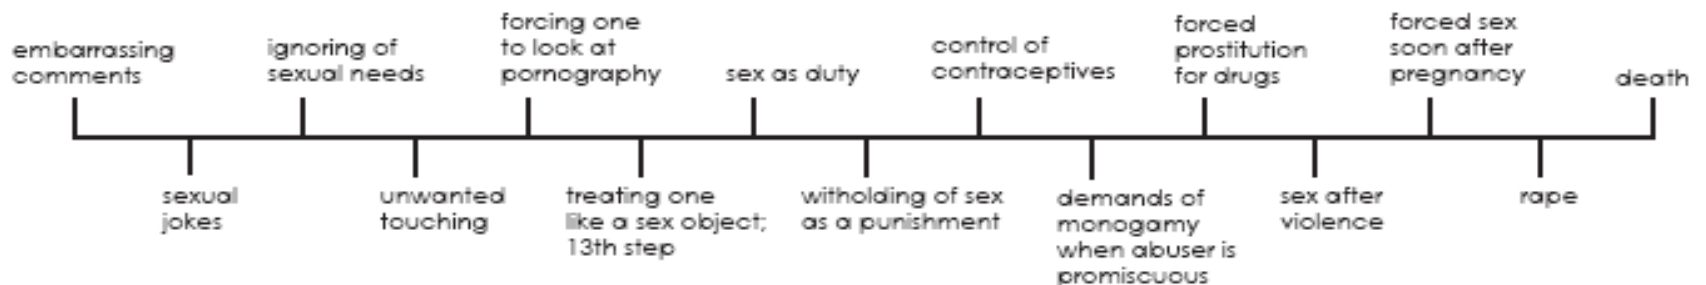 embarrassing
comments
ignoring of
sexual needs
forcing one
to look at
pornography
sex as duty
control of
contraceptives
forced
prostitution
for drugs
forced sex
soon after
pregnancy
death
sexual
jokes
unwanted
touching
treating one
like a sex object;
13th step
witholding of sex
as a punishment
demands of
monogamy
when abuser is
promiscuous
sex after
violence
rape